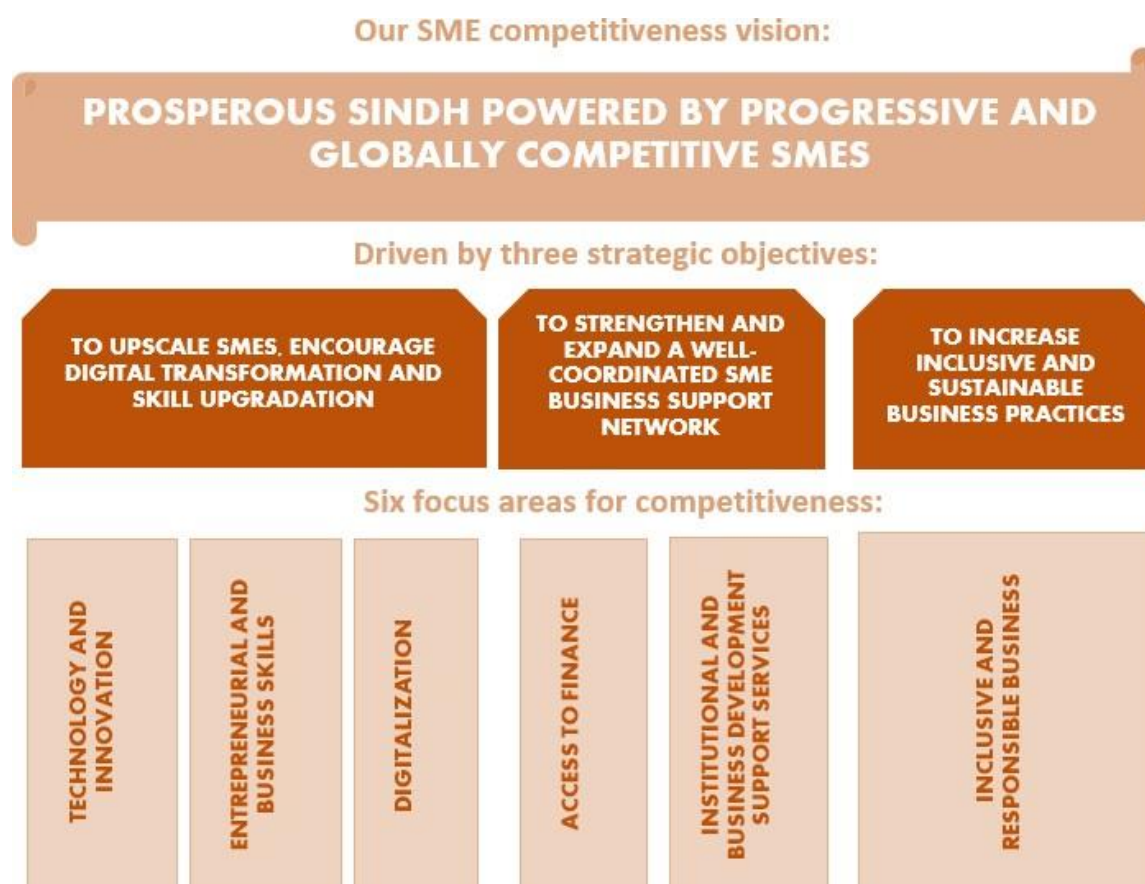 Our SME competitiveness vision:
PROSPEROUS SINDH POWERED BY PROGRESSIVE AND
GLOBALLY COMPETITIVE SMES
Driven by three strategic objectives:
TO UPSCALE SMES, ENCOURAGE
DIGITAL TRANSFORMATION AND
SKILL UPGRADATION
TO STRENGTHEN AND
EXPAND A WELL-
COORDINATED SME
BUSINESS SUPPORT
NETWORK
TO INCREASE
INCLUSIVE AND
SUSTAINABLE
BUSINESS PRACTICES
Six focus areas for competitiveness:
TECHNOLOGY AND
INNOVATION
ENTREPRENEURIAL AND
BUSINESS SKILLS
DIGITALIZATION
ACCESS TO FINANCE
INSTITUTIONAL AND
BUSINESS DEVELOPMENT
SUPPORT SERVICES
INCLUSIVE AND
RESPONSIBLE BUSINESS